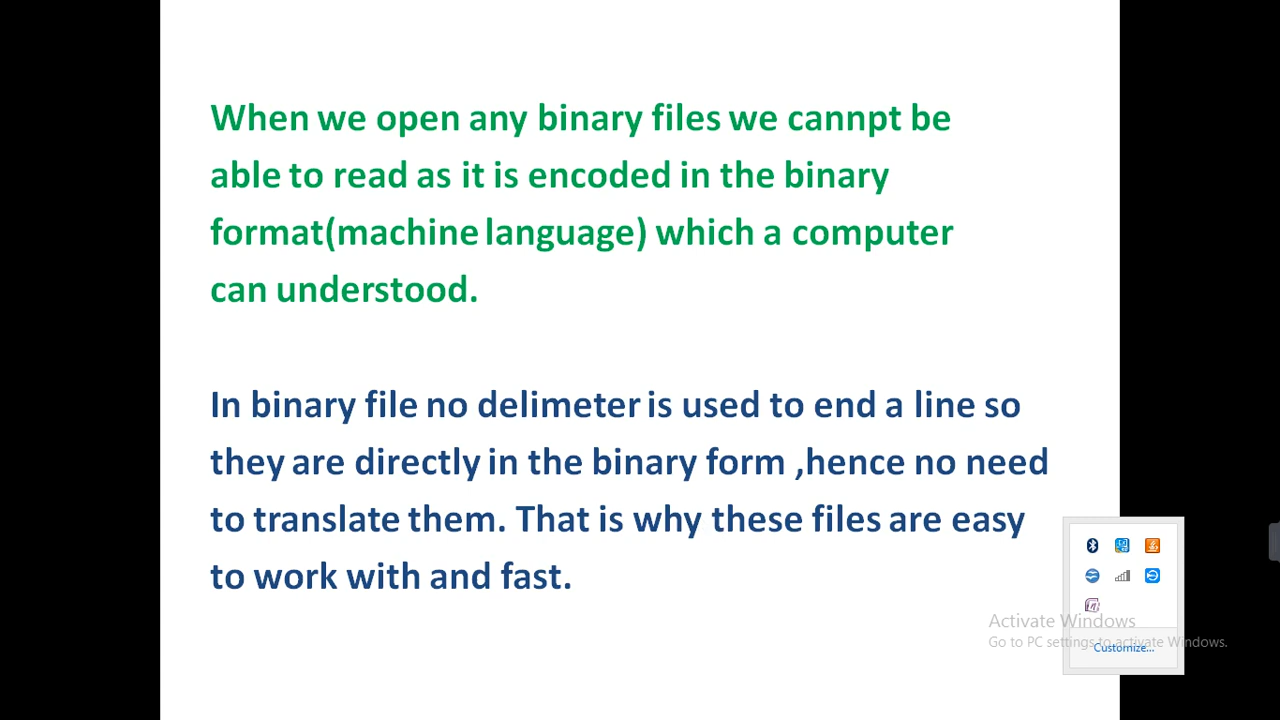 When we open any binary files we cannpt be
able to read as it is encoded in the binary
format(machine language) which a computer
can understood.
In binary file no delimeter is used to end a line so
they are directly in the binary form ,hence no need
to translate them. That is why these files are easy
to work with and fast.
Activate Windows
Go to PC settings to activate Windows.
Customize...